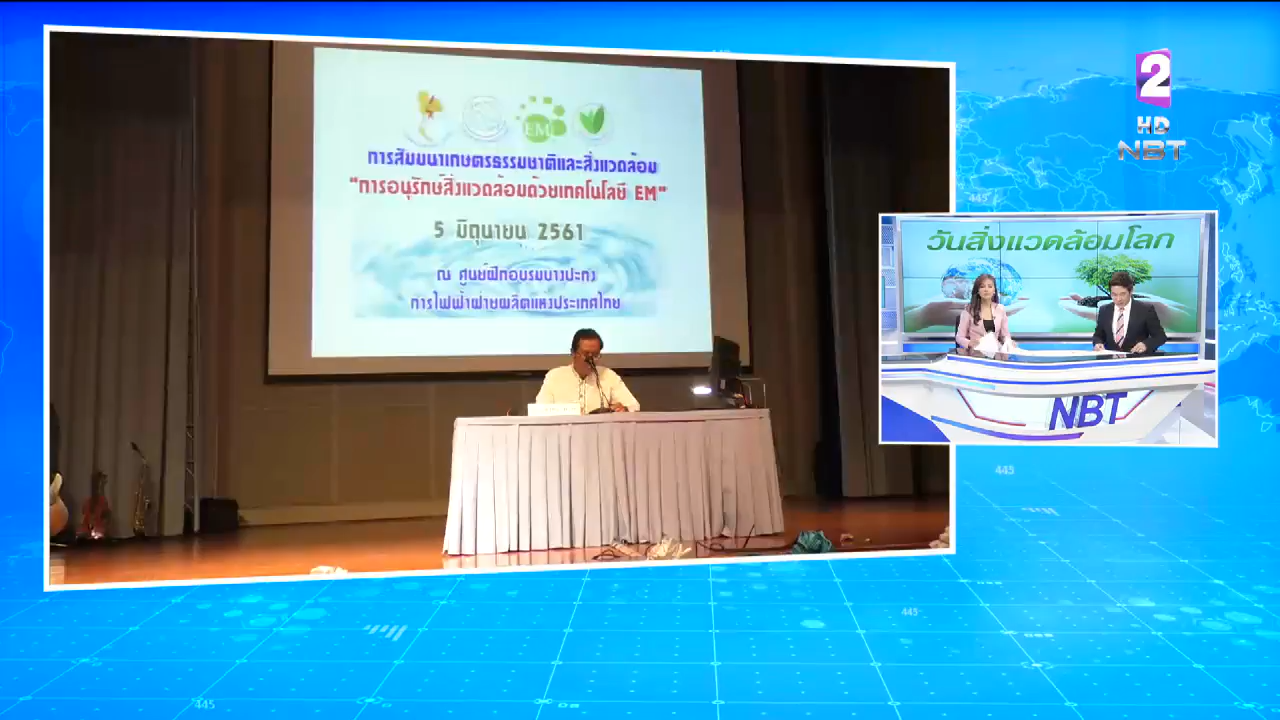 EM
การสัมมนาเกษตรธรรมชาติและสิ่งแวดล้อม
"การอนุรักษ์สิ่งแวดล้อมด้วยเทคโนโลยี EM"
5 มิถุนายน 2561
ณ ศูนย์ฝึกอบรมบางปะกง
การไฟฟ้าฝ่ายผลิตแห่งประเทศไทย
2
HD
NBT
วันสิ่งแวดล้อมโลก
NBT
445
445
445
445